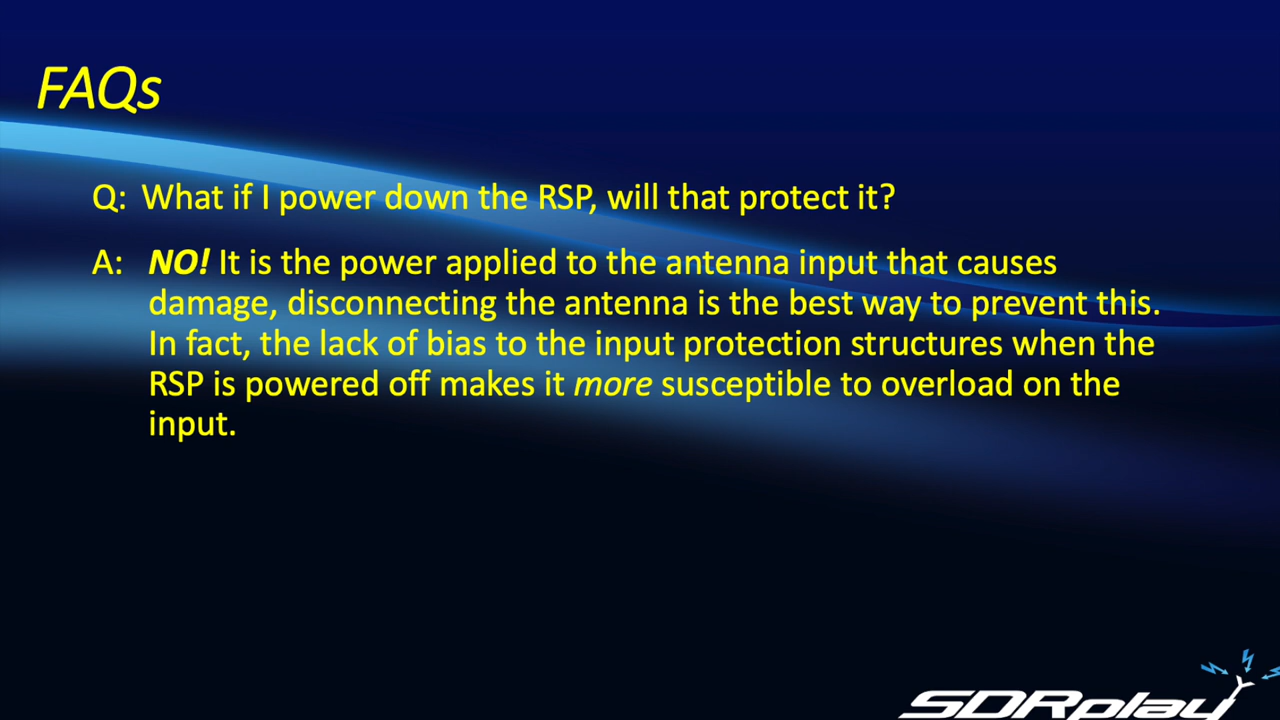 FAQs
Q: What if I power down the RSP, will that protect it?
A: NO! It is the power applied to the antenna input that causes
damage, disconnecting the antenna is the best way to prevent this.
In fact, the lack of bias to the input protection structures when the
RSP is powered off makes it more susceptible to overload on the
input.
SDRplay